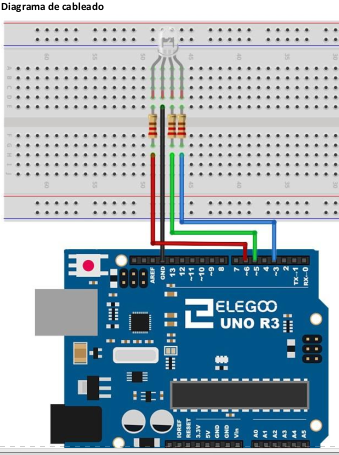 Diagrama de cableado
AREF
GND
13
12
~11
~10
~9
8
7
~6
~5
4
~3
2
TX→1
RX←0
ELEGOO
UNO R3
IOREF
RESET
3.3V
5V
GND
GND
Vin
A0
A1
A2
A3
A4
A5